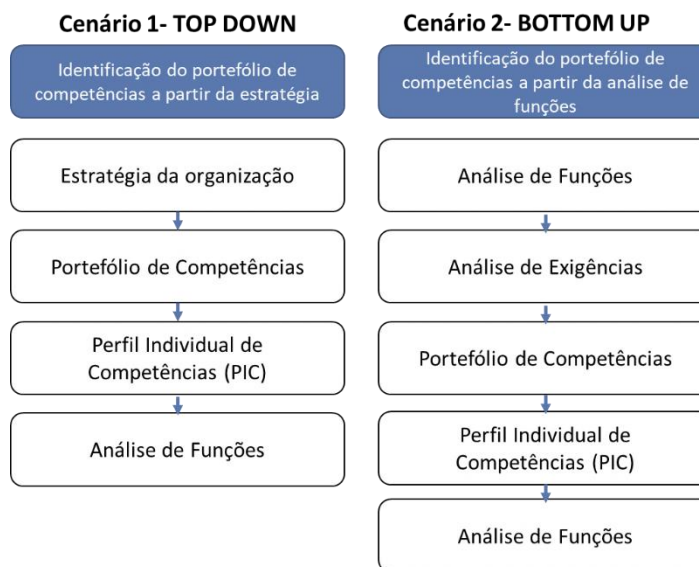 Cenário 1- TOP DOWN
Identificação do portefólio de
competências a partir da estratégia
Estratégia da organização
Portefólio de Competências
Perfil Individual de
Competências (PIC)
Análise de Funções
Cenário 2- BOTTOM UP
Identificação do portefólio de
competências a partir da análise de
funções
Análise de Funções
Análise de Exigências
Portefólio de Competências
Perfil Individual de
Competências (PIC)
Análise de Funções